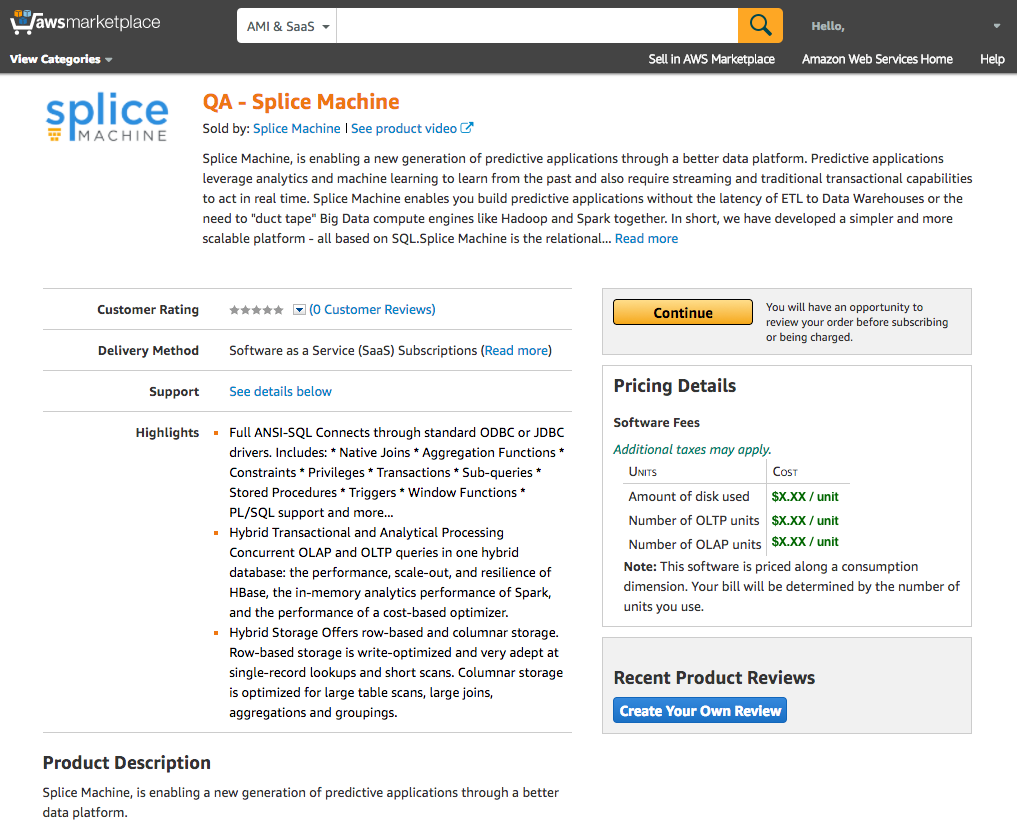 awsmarketplace
AMI & SaaS
Hello,
View Categories
Sell in AWS Marketplace
Amazon Web Services Home
Help
splice
MACHINE
QA - Splice Machine
Sold by: Splice Machine | See product video
Splice Machine, is enabling a new generation of predictive applications through a better data platform. Predictive applications
leverage analytics and machine learning to learn from the past and also require streaming and traditional transactional capabilities
to act in real time. Splice Machine enables you build predictive applications without the latency of ETL to Data Warehouses or the
need to "duct tape" Big Data compute engines like Hadoop and Spark together. In short, we have developed a simpler and more
scalable platform - all based on SQL.Splice Machine is the relational... Read more
Customer Rating
(0 Customer Reviews)
Delivery Method
Software as a Service (SaaS) Subscriptions (Read more)
Support
See details below
Highlights
Full ANSI-SQL Connects through standard ODBC or JDBC
drivers. Includes: * Native Joins * Aggregation Functions *
Constraints * Privileges * Transactions * Sub-queries *
Stored Procedures * Triggers * Window Functions *
PL/SQL support and more...
Hybrid Transactional and Analytical Processing
Concurrent OLAP and OLTP queries in one hybrid
database: the performance, scale-out, and resilience of
HBase, the in-memory analytics performance of Spark,
and the performance of a cost-based optimizer.
Hybrid Storage Offers row-based and columnar storage.
Row-based storage is write-optimized and very adept at
single-record lookups and short scans. Columnar storage
is optimized for large table scans, large joins,
aggregations and groupings.
Continue
You will have an opportunity to
review your order before subscribing
or being charged.
Pricing Details
Software Fees
Additional taxes may apply.
Units Cost
Amount of disk used $X.XX / unit
Number of OLTP units $X.XX / unit
Number of OLAP units $X.XX / unit
Note: This software is priced along a consumption
dimension. Your bill will be determined by the number of
units you use.
Recent Product Reviews
Create Your Own Review
Product Description
Splice Machine, is enabling a new generation of predictive applications through a better
data platform.